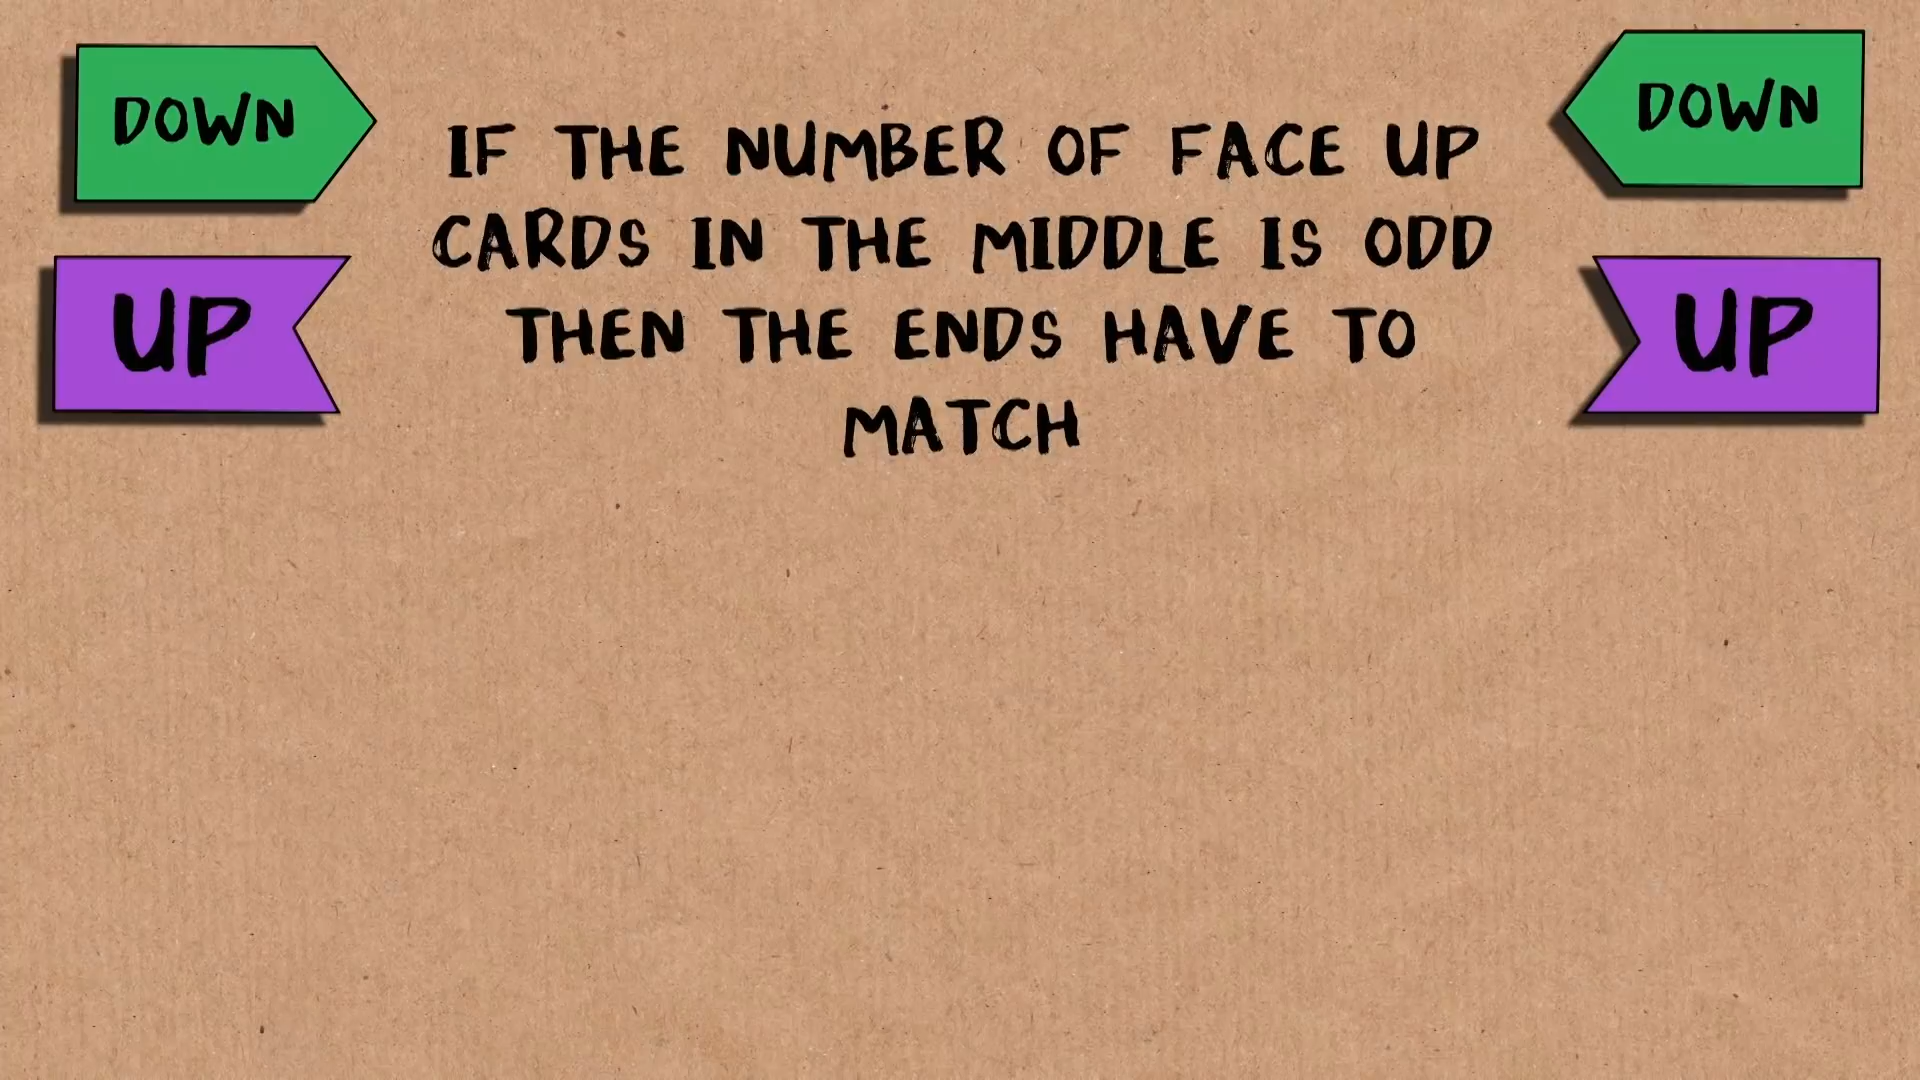 DOWN
UP
IF THE NUMBER OF FACE UP
CARDS IN THE MIDDLE IS ODD
THEN THE ENDS HAVE TO
MATCH
DOWN
UP